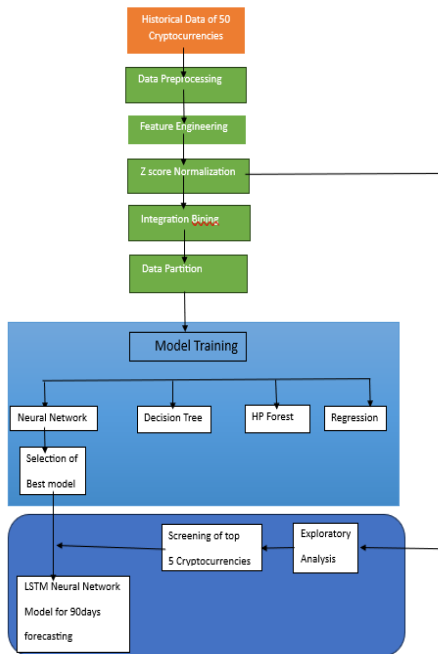 Historical Data of 50
Cryptocurrencies
Data Preprocessing
Feature Engineering
Z score Normalization
Integration Bining
Data Partition
Model Training
Neural Network
Decision Tree
HP Forest
Regression
Selection of
Best model
Screening of top
5 Cryptocurrencies
Exploratory
Analysis
LSTM Neural Network
Model for 90days
forecasting